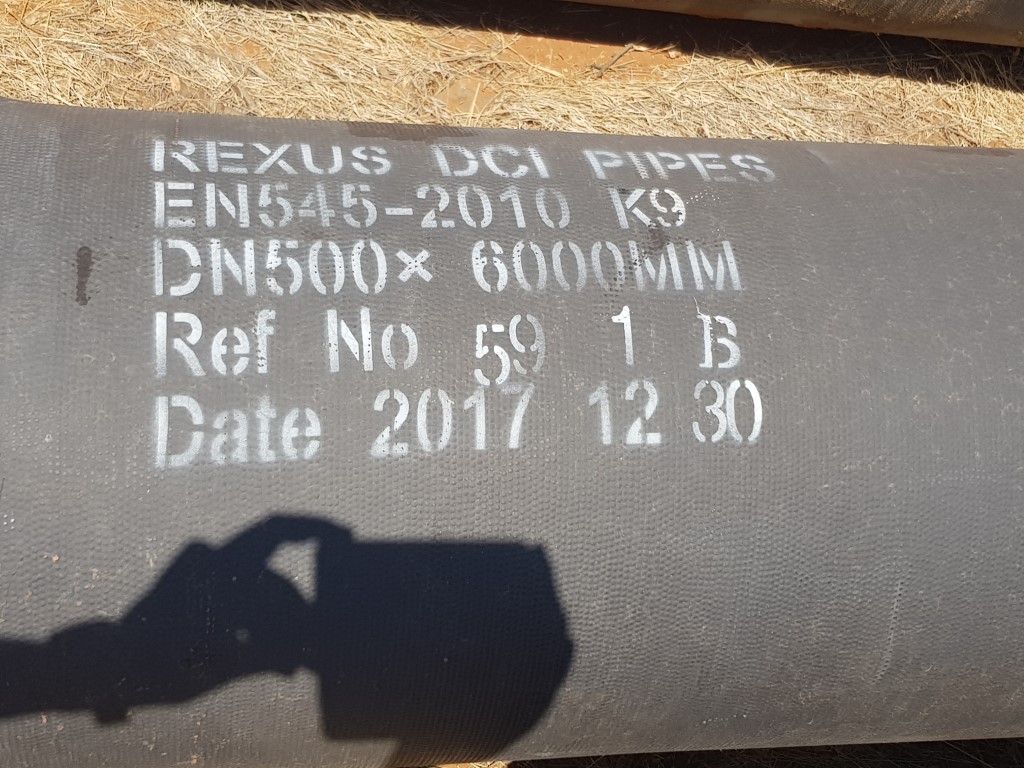 REXUS DCI PIPES
EN545-2010 K9
DN500× 6000MM
Ref No 59 1 B
Date 2017 12 30